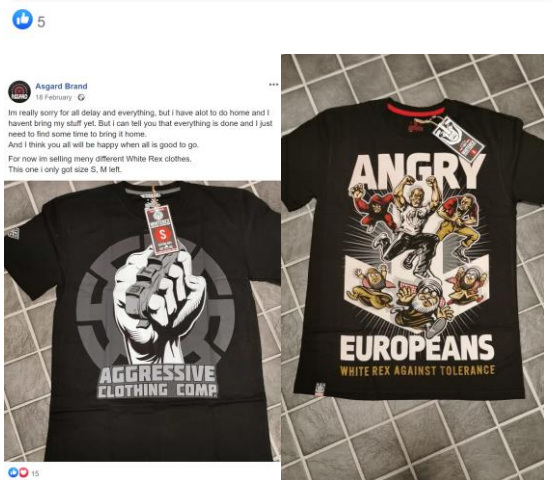 5
Asgard Brand
18 February
Im really sorry for all delay and everything, but i have alot to do home and I
havent bring my stuff yet. But i can tell you that everything is done and I just
need to find some time to bring it home.
And I think you all will be happy when all is good to go.
For now im selling meny different White Rex clothes.
This one i only got size S, M left.
S
AGGRESSIVE
CLOTHING COMP.
15
ANGRY
EUROPEANS
WHITE REX AGAINST TOLERANCE